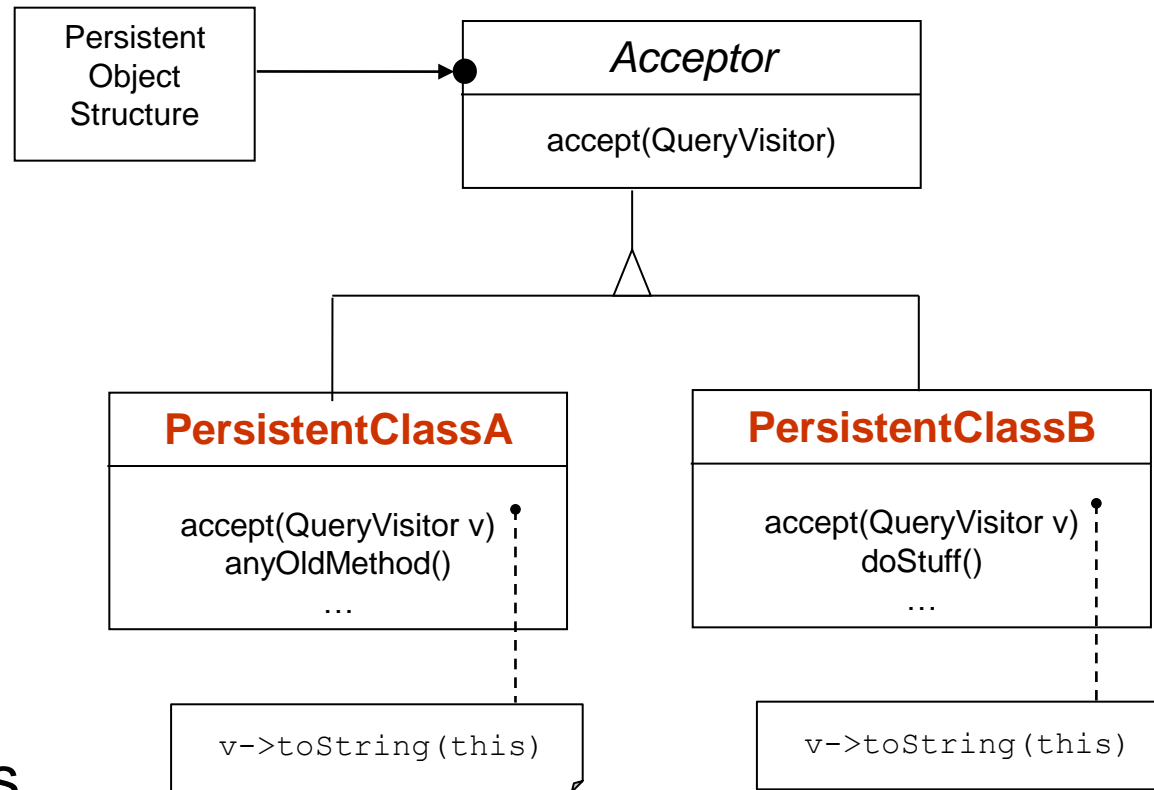 Persistent
Object
Structure
Acceptor
accept(QueryVisitor)
PersistentClassA
accept(QueryVisitor v)
anyOldMethod()
…
v->toString(this)
PersistentClassB
accept(QueryVisitor v)
doStuff()
…
v->toString(this)
s